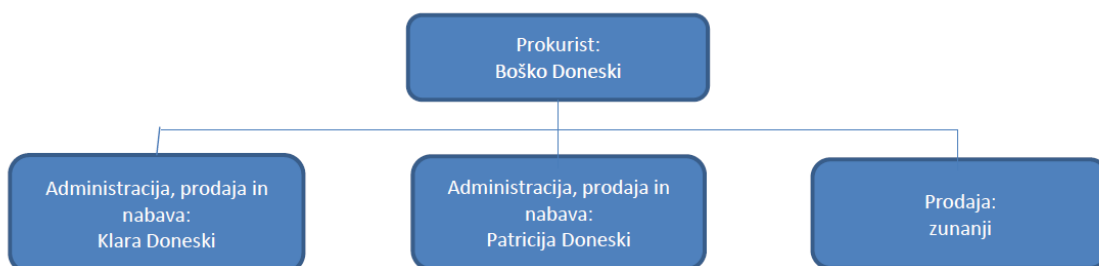 Prokurist:
Boško Doneski
Administracija, prodaja in
nabava:
Klara Doneski
Administracija, prodaja in
nabava:
Patricija Doneski
Prodaja:
zunanji